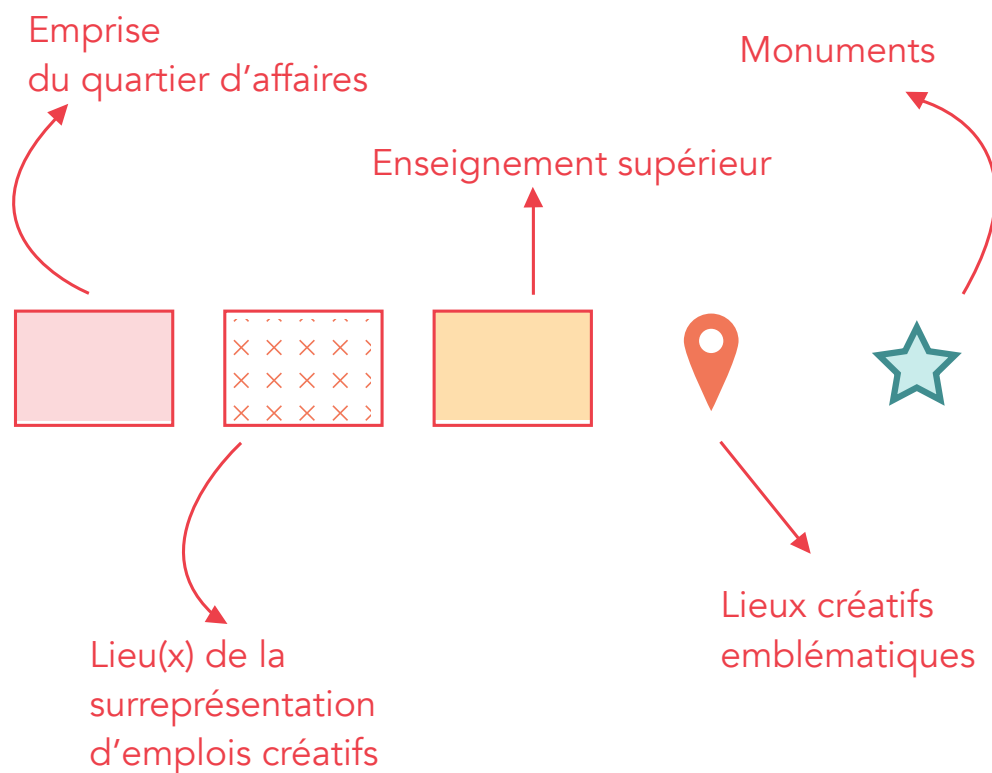 Emprise
du quartier d'affaires
Monuments
Enseignement supérieur
Lieu(x) de la
surreprésentation
d'emplois créatifs
Lieux créatifs
emblématiques